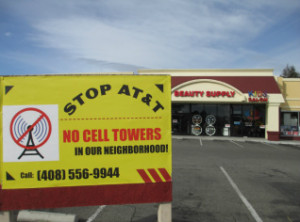 STOP AT&T
NO CELL TOWERS
IN OUR NEIGHBORHOOD!
Call: (408) 556-9944
BEAUTY SUPPLY